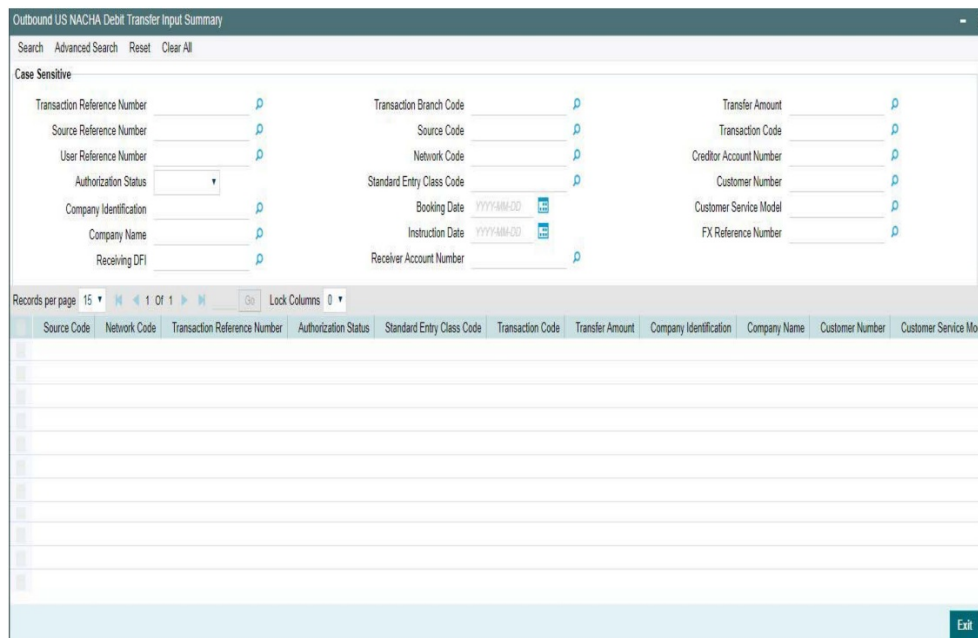 Outbound US NACHA Debit Transfer Input Summary
Search Advanced Search Reset Clear All
Case Sensitive
Transaction Reference Number Transaction Branch Code Transfer Amount
Source Reference Number Source Code Transaction Code
User Reference Number Network Code Creditor Account Number
Authorization Status Standard Entry Class Code Customer Number
Company Identification Booking Date YYYY-MM-DD Customer Service Model
Company Name Instruction Date YYYY-MM-DD FX Reference Number
Receiving DFI Receiver Account Number
Records per page 15 1 Of 1 Go Lock Columns 0
Source Code Network Code Transaction Reference Number Authorization Status Standard Entry Class Code Transaction Code Transfer Amount Company Identification Company Name Customer Number Customer Service Mo
Exit